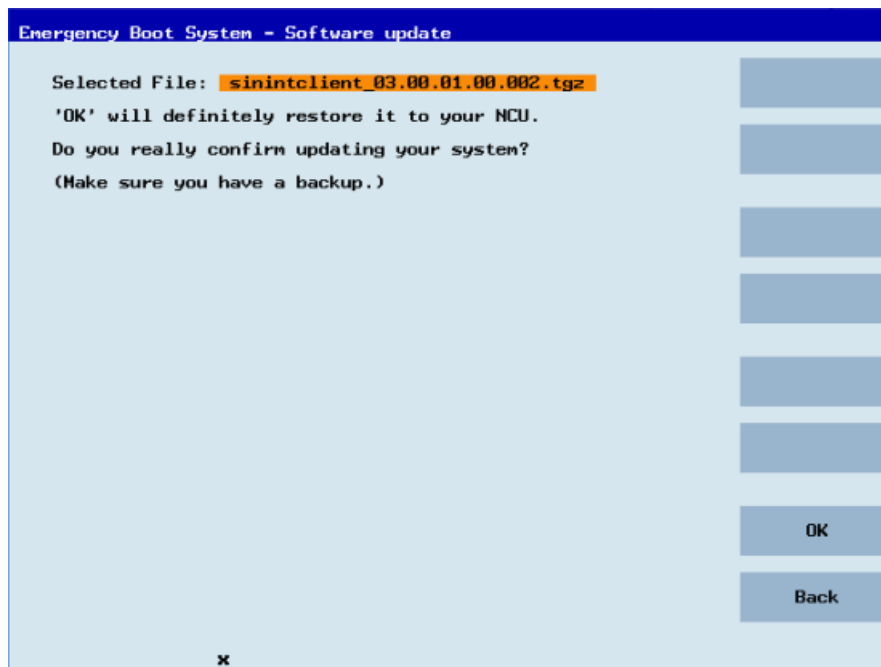 Emergency Boot System - Software update
Selected File: sinintclient_03.00.01.00.002.tgz
'OK' will definitely restore it to your NCU.
Do you really confirm updating your system?
(Make sure you have a backup.)
OK
Back
x